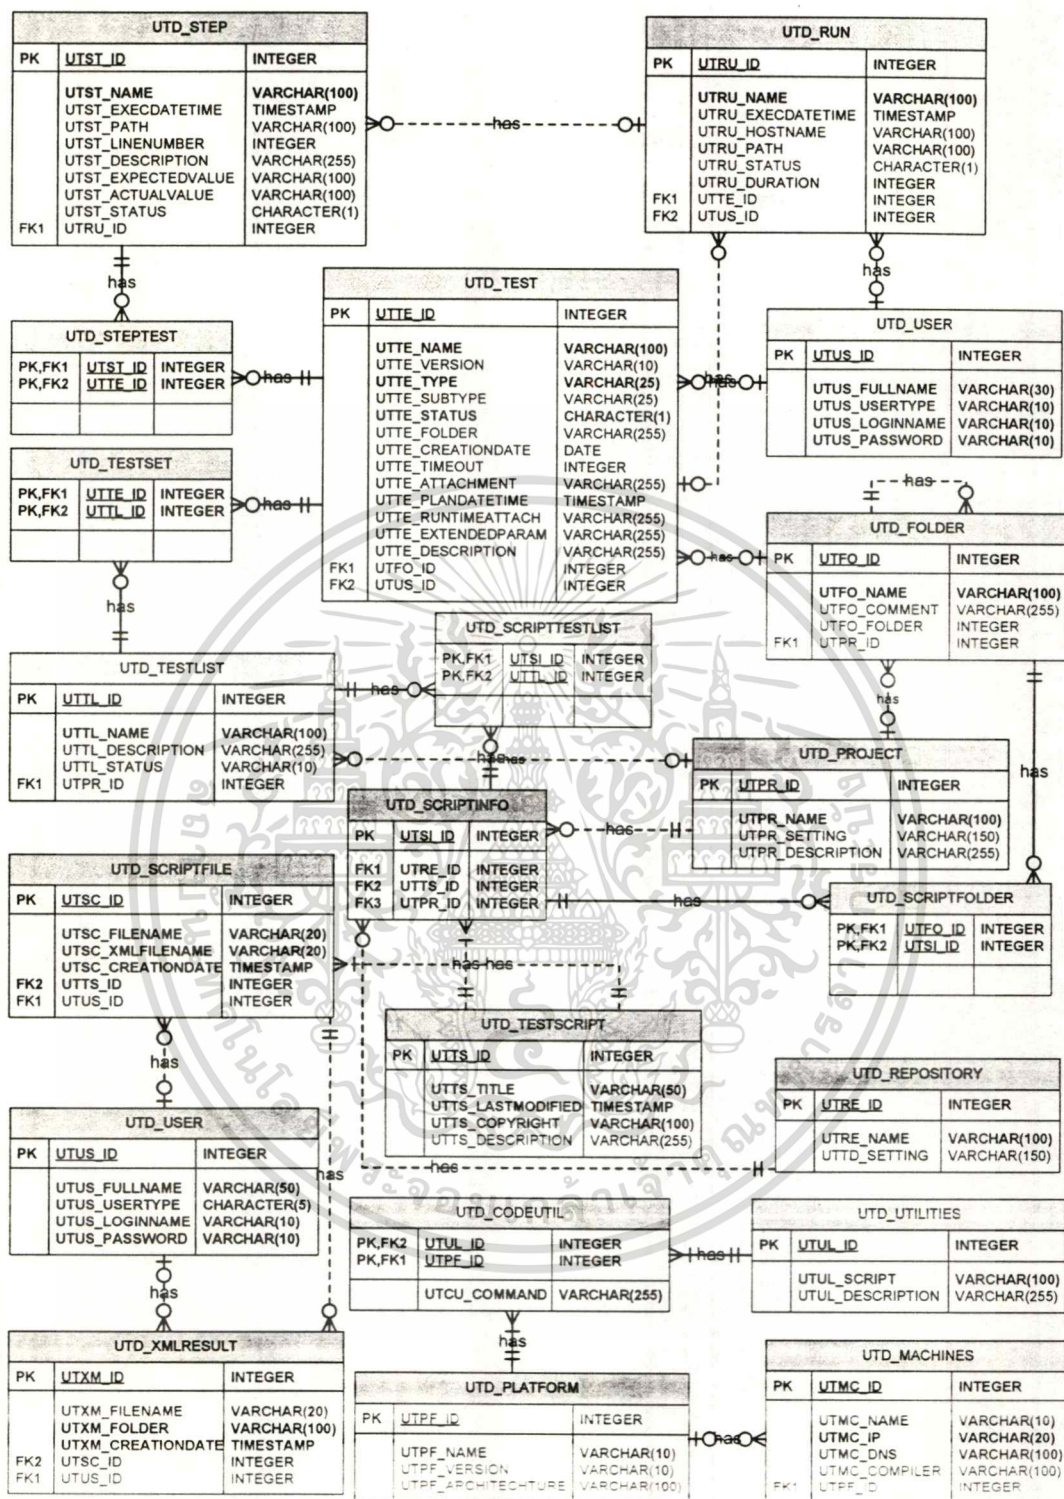 UTD_STEP
PK UTST_ID INTEGER
UTST_NAME VARCHAR(100)
UTST_EXECDATETIME TIMESTAMP
UTST_PATH VARCHAR(100)
UTST_LINENUMBER INTEGER
UTST_DESCRIPTION VARCHAR(255)
UTST_EXPECTEDVALUE VARCHAR(100)
UTST_ACTUALVALUE VARCHAR(100)
UTST_STATUS CHARACTER(1)
FK1 UTRU_ID INTEGER
has
UTD_RUN
PK UTRU_ID INTEGER
UTRU_NAME VARCHAR(100)
UTRU_EXECDATETIME TIMESTAMP
UTRU_HOSTNAME VARCHAR(100)
UTRU_PATH VARCHAR(100)
UTRU_STATUS CHARACTER(1)
UTRU_DURATION INTEGER
FK1 UTTE_ID INTEGER
FK2 UTUS_ID INTEGER
has
has
UTD_STEPTEST
PK,FK1 UTST_ID INTEGER
PK,FK2 UTTE_ID INTEGER
has
UTD_TEST
PK UTTE_ID INTEGER
UTTE_NAME VARCHAR(100)
UTTE_VERSION VARCHAR(10)
UTTE_TYPE VARCHAR(25)
UTTE_SUBTYPE VARCHAR(25)
UTTE_STATUS CHARACTER(1)
UTTE_FOLDER VARCHAR(255)
UTTE_CREATIONDATE DATE
UTTE_TIMEOUT INTEGER
UTTE_ATTACHMENT VARCHAR(255)
UTTE_PLANDATETIME TIMESTAMP
UTTE_RUNTIMEATTACH VARCHAR(255)
UTTE_EXTENDEDPARAM VARCHAR(255)
UTTE_DESCRIPTION VARCHAR(255)
FK1 UTFO_ID INTEGER
FK2 UTUS_ID INTEGER
has
has
UTD_USER
PK UTUS_ID INTEGER
UTUS_FULLNAME VARCHAR(30)
UTUS_USERTYPE VARCHAR(10)
UTUS_LOGINNAME VARCHAR(10)
UTUS_PASSWORD VARCHAR(10)
UTD_TESTSET
PK,FK1 UTTE_ID INTEGER
PK,FK2 UTTL_ID INTEGER
has
has
has
UTD_FOLDER
PK UTFO_ID INTEGER
UTFO_NAME VARCHAR(100)
UTFO_COMMENT VARCHAR(255)
UTFO_FOLDER INTEGER
FK1 UTPR_ID INTEGER
has
has
UTD_SCRIPTTESTLIST
PK,FK1 UTSI_ID INTEGER
PK,FK2 UTTL_ID INTEGER
UTD_TESTLIST
PK UTTL_ID INTEGER
UTTL_NAME VARCHAR(100)
UTTL_DESCRIPTION VARCHAR(255)
UTTL_STATUS VARCHAR(10)
FK1 UTPR_ID INTEGER
has
has
has
has
UTD_PROJECT
PK UTPR_ID INTEGER
UTPR_NAME VARCHAR(100)
UTPR_SETTING VARCHAR(150)
UTPR_DESCRIPTION VARCHAR(255)
UTD_SCRIPTINFO
PK UTSI_ID INTEGER
FK1 UTRE_ID INTEGER
FK2 UTTS_ID INTEGER
FK3 UTPR_ID INTEGER
has
has
UTD_SCRIPTFILE
PK UTSC_ID INTEGER
UTSC_FILENAME VARCHAR(20)
UTSC_XMLFILENAME VARCHAR(20)
UTSC_CREATIONDATE TIMESTAMP
FK2 UTTS_ID INTEGER
FK1 UTUS_ID INTEGER
UTD_SCRIPTFOLDER
PK,FK1 UTFO_ID INTEGER
PK,FK2 UTSI_ID INTEGER
has has
UTD_TESTSCRIPT
PK UTTS_ID INTEGER
UTTS_TITLE VARCHAR(50)
UTTS_LASTMODIFIED TIMESTAMP
UTTS_COPYRIGHT VARCHAR(100)
UTTS_DESCRIPTION VARCHAR(255)
has
UTD_REPOSITORY
PK UTRE_ID INTEGER
UTRE_NAME VARCHAR(100)
UTTD_SETTING VARCHAR(150)
UTD_USER
PK UTUS_ID INTEGER
UTUS_FULLNAME VARCHAR(50)
UTUS_USERTYPE CHARACTER(5)
UTUS_LOGINNAME VARCHAR(10)
UTUS_PASSWORD VARCHAR(10)
has
has
UTD_CODEUTIL
PK,FK2 UTUL_ID INTEGER
PK,FK1 UTPF_ID INTEGER
UTCU_COMMAND VARCHAR(255)
has
UTD_UTILITIES
PK UTUL_ID INTEGER
UTUL_SCRIPT VARCHAR(100)
UTUL_DESCRIPTION VARCHAR(255)
has
has
UTD_XMLRESULT
PK UTXM_ID INTEGER
UTXM_FILENAME VARCHAR(20)
UTXM_FOLDER VARCHAR(100)
UTXM_CREATIONDATE TIMESTAMP
FK2 UTSC_ID INTEGER
FK1 UTUS_ID INTEGER
UTD_PLATFORM
PK UTPF_ID INTEGER
UTPF_NAME VARCHAR(10)
UTPF_VERSION VARCHAR(10)
UTPF_ARCHITECHTURE VARCHAR(100)
has
UTD_MACHINES
PK UTMC_ID INTEGER
UTMC_NAME VARCHAR(10)
UTMC_IP VARCHAR(20)
UTMC_DNS VARCHAR(100)
UTMC_COMPILER VARCHAR(100)
FK1 UTPF_ID INTEGER